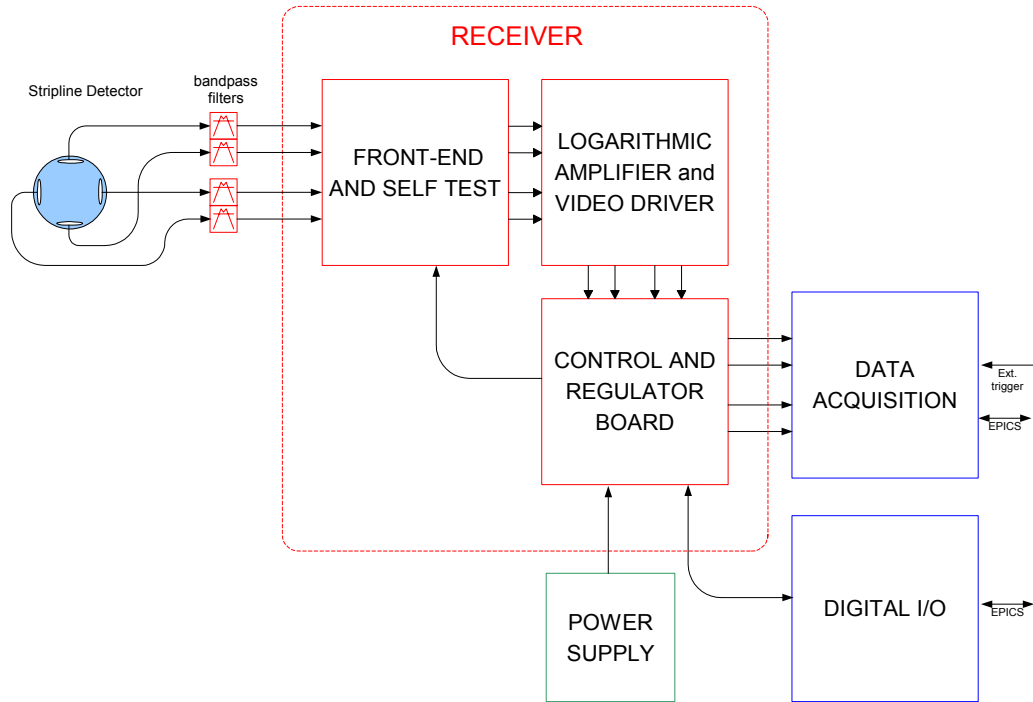 RECEIVER
Stripline Detector
bandpass
filters
FRONT-END
AND SELF TEST
LOGARITHMIC
AMPLIFIER and
VIDEO DRIVER
CONTROL AND
REGULATOR
BOARD
DATA
ACQUISITION
Ext.
trigger
EPICS
POWER
SUPPLY
DIGITAL I/O
EPICS